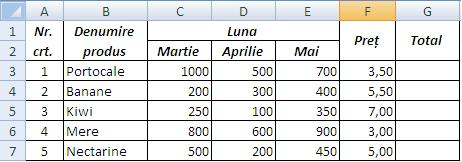 A B C D E F G
1 Nr. Denumire Luna Preț Total
2 crt. produs Martie Aprilie Mai
3 1 Portocale 1000 500 700 3,50
4 2 Banane 200 300 400 5,50
5 3 Kiwi 250 100 350 7,00
6 4 Mere 800 600 900 3,00
7 5 Nectarine 500 200 450 5,00